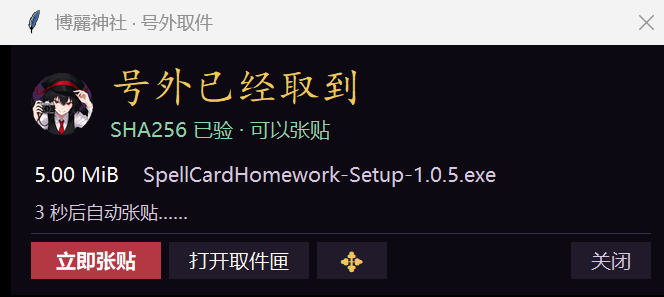 博麗神社 · 号外取件
号外已经取到
SHA256 已验 · 可以张贴
5.00 MiB SpellCardHomework-Setup-1.0.5.exe
3 秒后自动张贴……
立即张贴 打开取件匣 关闭